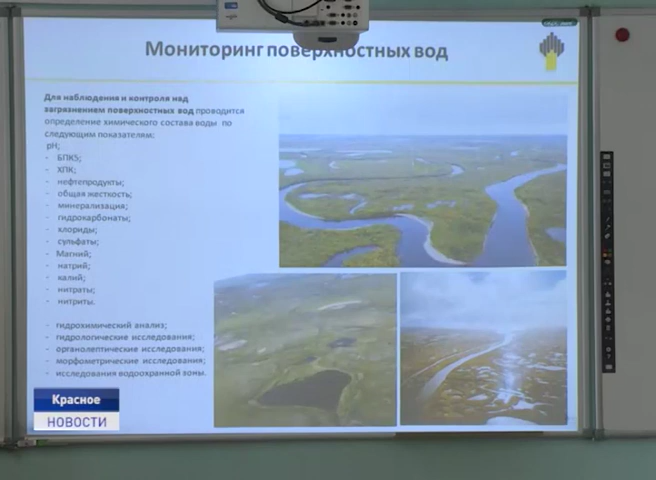 Мониторинг поверхностных вод
Для наблюдения и контроля над
загрязнением поверхностных вод проводится
определение химического состава воды по
следующим показателям:
pH;
- БПК5;
- ХПК;
- нефтепродукты;
- общая жесткость;
- минерализация;
- гидрокарбонаты;
- хлориды;
- сульфаты;
- Магний;
- натрий;
- калий;
- нитраты;
- нитриты.
- гидрохимический анализ;
- гидрологические исследования;
- органолептические исследования;
- морфометрические исследования;
- исследования водоохранной зоны.
Красное
НОВОСТИ